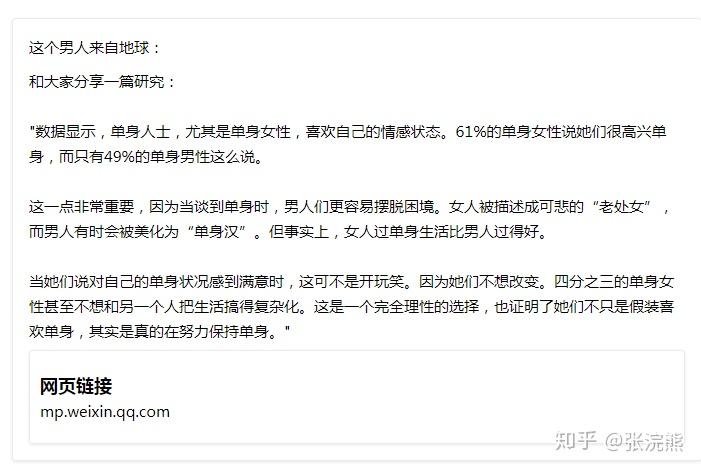 这个男人来自地球：
和大家分享一篇研究：
"数据显示，单身人士，尤其是单身女性，喜欢自己的情感状态。61%的单身女性说她们很高兴单
身，而只有49%的单身男性这么说。
这一点非常重要，因为当谈到单身时，男人们更容易摆脱困境。女人被描述成可悲的“老处女”，
而男人有时会被美化为“单身汉”。但事实上，女人过单身生活比男人过得好。
当她们说对自己的单身状况感到满意时，这可不是开玩笑。因为她们不想改变。四分之三的单身女
性甚至不想和另一个人把生活搞得复杂化。这是一个完全理性的选择，也证明了她们不只是假装喜
欢单身，其实是真的在努力保持单身。"
网页链接
mp.weixin.qq.com
知乎 @张浣熊